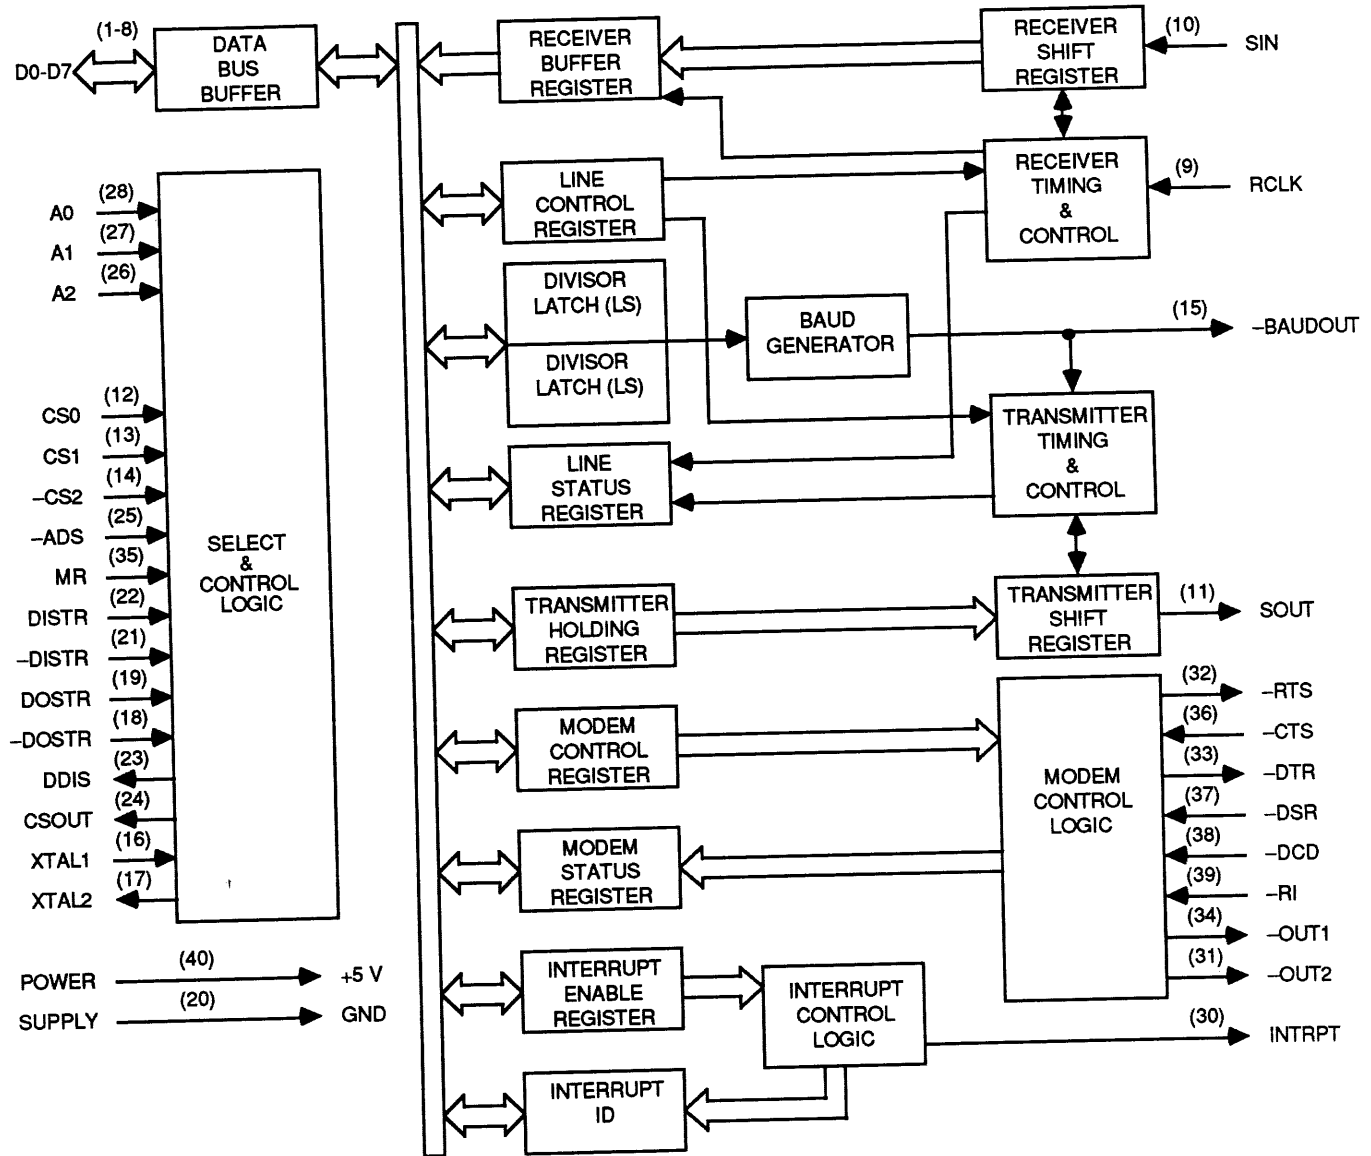 (1-8)
D0-D7
DATA
BUS
BUFFER
RECEIVER
BUFFER
REGISTER
RECEIVER
SHIFT
REGISTER
(10)
SIN
RECEIVER
TIMING
&
CONTROL
(9)
RCLK
LINE
CONTROL
REGISTER
DIVISOR
LATCH (LS)
DIVISOR
LATCH (LS)
BAUD
GENERATOR
(15)
–BAUDOUT
TRANSMITTER
TIMING
&
CONTROL
LINE
STATUS
REGISTER
TRANSMITTER
HOLDING
REGISTER
TRANSMITTER
SHIFT
REGISTER
(11)
SOUT
MODEM
CONTROL
REGISTER
MODEM
STATUS
REGISTER
MODEM
CONTROL
LOGIC
(32)
–RTS
(36)
–CTS
(33)
–DTR
(37)
–DSR
(38)
–DCD
(39)
–RI
(34)
–OUT1
(31)
–OUT2
INTERRUPT
ENABLE
REGISTER
INTERRUPT
CONTROL
LOGIC
(30)
INTRPT
INTERRUPT
ID
(28)
A0
(27)
A1
(26)
A2
(12)
CS0
(13)
CS1
(14)
–CS2
(25)
–ADS
(35)
MR
(22)
DISTR
(21)
–DISTR
(19)
DOSTR
(18)
–DOSTR
(23)
DDIS
(24)
CSOUT
(16)
XTAL1
(17)
XTAL2
SELECT
&
CONTROL
LOGIC
POWER
(40)
+5 V
SUPPLY
(20)
GND